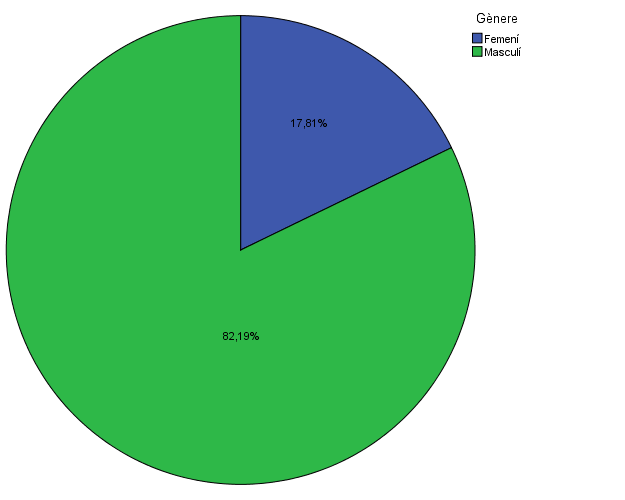 Gènere
Femení
Masculí
17,81%
82,19%